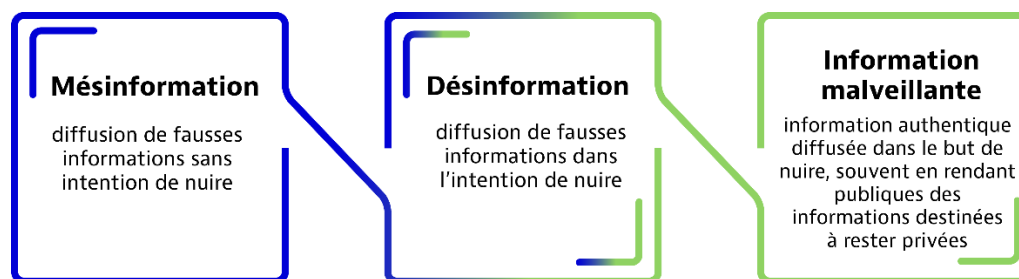 Mésinformation
diffusion de fausses
informations sans
intention de nuire
Désinformation
diffusion de fausses
informations dans
l'intention de nuire
Information
malveillante
information authentique
diffusée dans le but de
nuire, souvent en rendant
publiques des
informations destinées
à rester privées